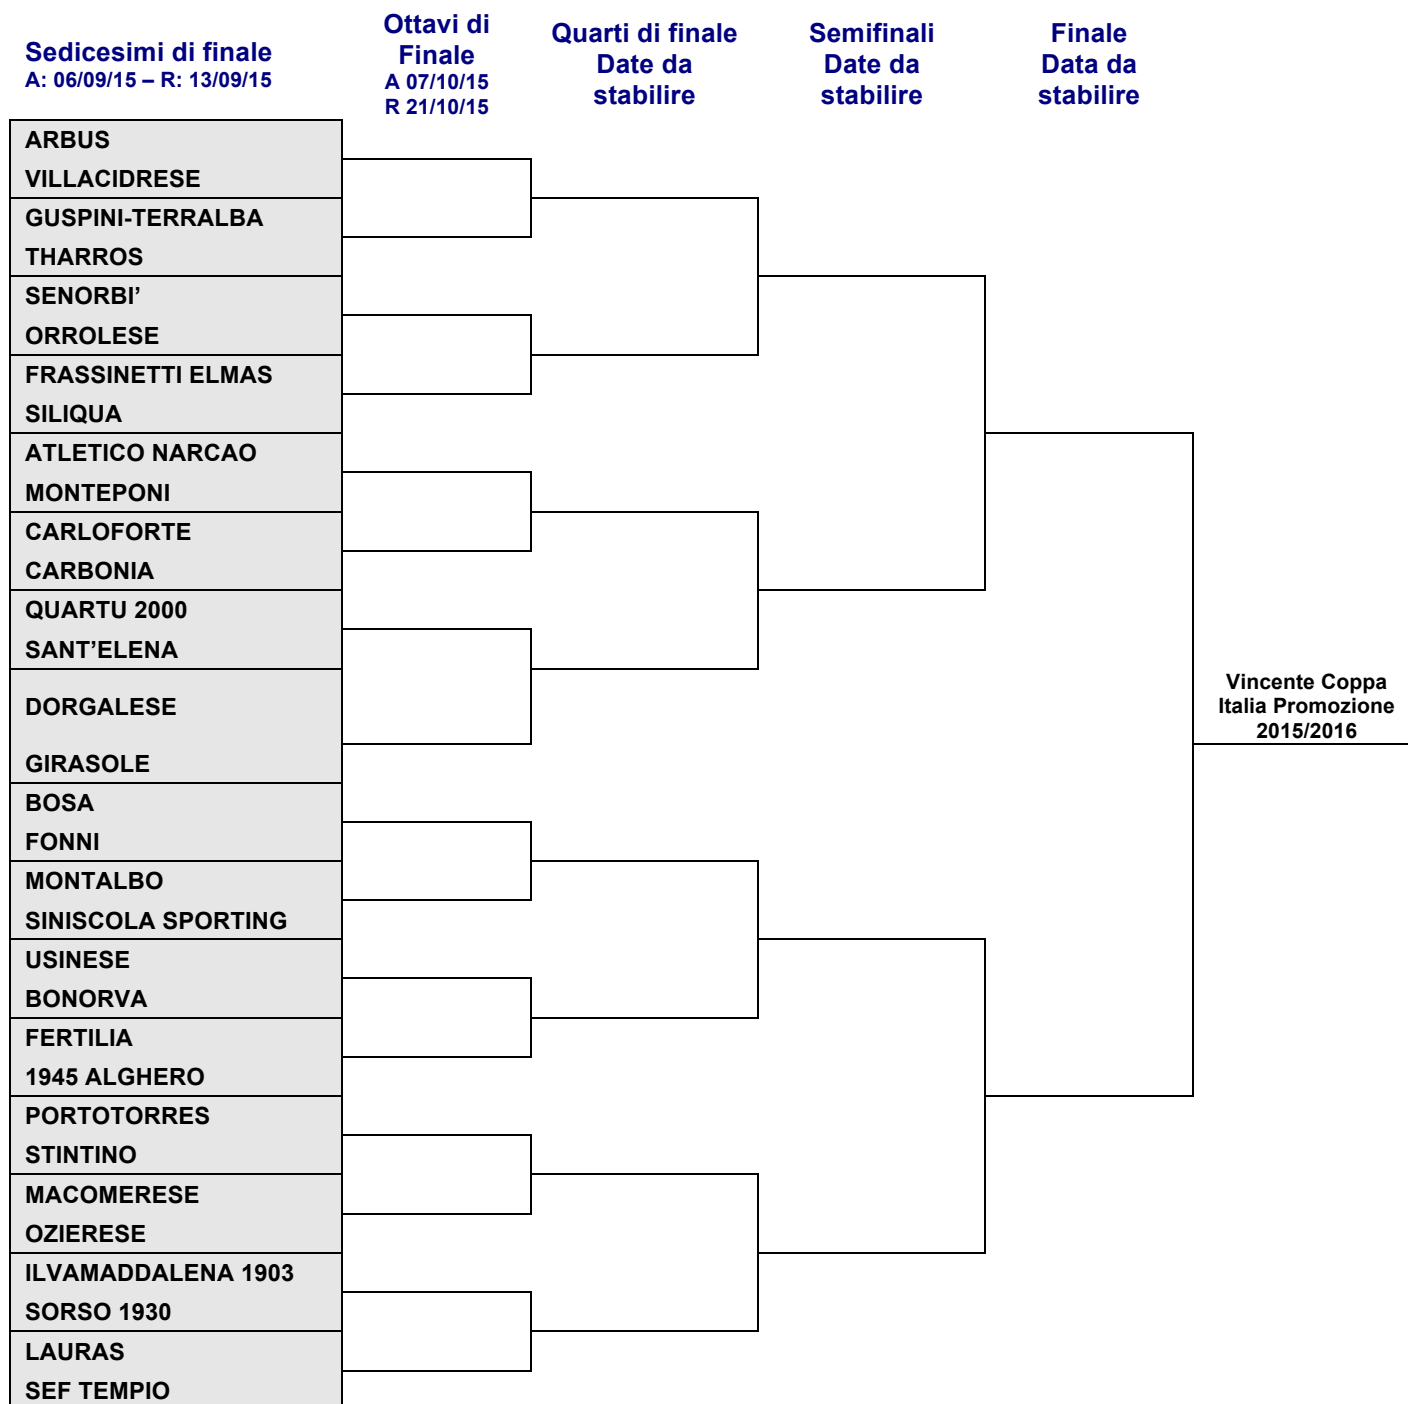 Sedicesimi di finale
A: 06/09/15 – R: 13/09/15
Ottavi di
Finale
A 07/10/15
R 21/10/15
Quarti di finale
Date da
stabilire
Semifinali
Date da
stabilire
Finale
Data da
stabilire
ARBUS
VILLACIDRESE
GUSPINI-TERRALBA
THARROS
SENORBI’
ORROLESE
FRASSINETTI ELMAS
SILIQUA
ATLETICO NARCAO
MONTEPONI
CARLOFORTE
CARBONIA
QUARTU 2000
SANT’ELENA
DORGALESE
GIRASOLE
BOSA
FONNI
MONTALBO
SINISCOLA SPORTING
USINESE
BONORVA
FERTILIA
1945 ALGHERO
PORTOTORRES
STINTINO
MACOMERESE
OZIERESE
ILVAMADDALENA 1903
SORSO 1930
LAURAS
SEF TEMPIO
Vincente Coppa
Italia Promozione
2015/2016